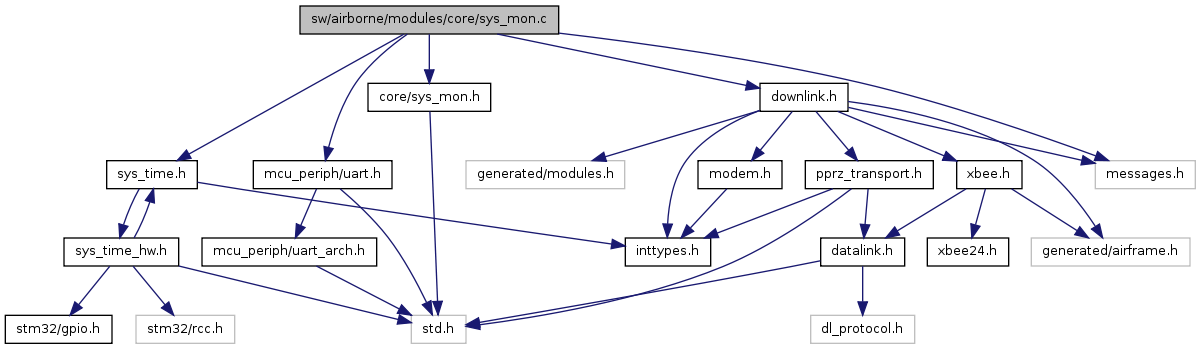 sw/airborne/modules/core/sys_mon.c
core/sys_mon.h
downlink.h
sys_time.h
mcu_periph/uart.h
generated/modules.h
modem.h
pprz_transport.h
xbee.h
messages.h
sys_time_hw.h
mcu_periph/uart_arch.h
inttypes.h
datalink.h
xbee24.h
generated/airframe.h
stm32/gpio.h
stm32/rcc.h
std.h
dl_protocol.h